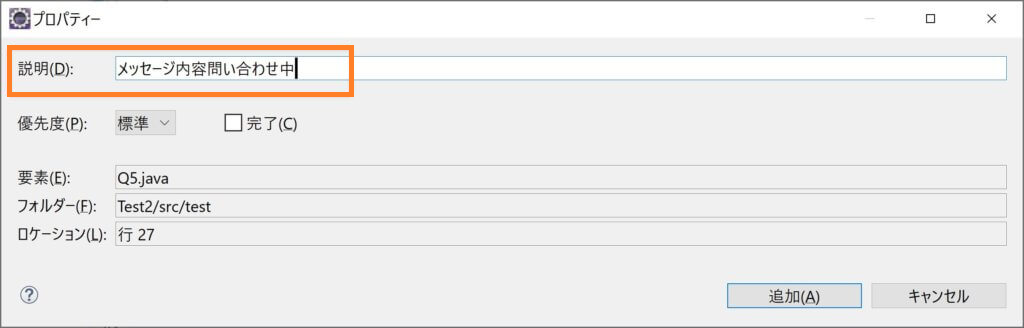 プロパティー
説明(D): メッセージ内容問い合わせ中
優先度(P): 標準 完了(C)
要素(E): Q5.java
フォルダー(F): Test2/src/test
ロケーション(L): 行 27
追加(A) キャンセル